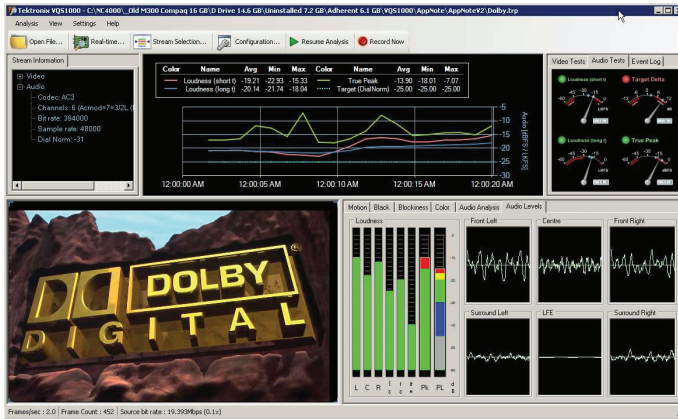 Tektronix VQS1000 - C:\NC4000\_Old M300 Compaq 16 GB\D Drive 14.6 GB\Uninstalled 7.2 GB\Adherent 6.1 GB\VQS1000\AppNote\AppNoteV2\Dolby.trp
Analysis View Settings Help
Open File... Real-time... Stream Selection... Configuration... Resume Analysis Record Now
Stream Information
Video
Audio
Codec: AC3
Channels: 6 (Acmod=7=3/2L (
Bit rate: 384000
Sample rate: 48000
Dial Norm: -31
Color Name Avg Min Max Color Name Avg Min Max
Loudness (short t) -19.21 -22.93 -15.33 True Peak -13.90 -18.01 -7.07
Loudness (long t) -20.14 -21.74 -18.04 Target (DialNorm) -25.00 -25.00 -25.00
-5
-10
-15
-20
-25
-30
Audio [dBFS / LKFS]
12:00:00 AM 12:00:05 AM 12:00:10 AM 12:00:15 AM 12:00:20 AM
Video Tests Audio Tests Event Log
Loudness (short t) Target Delta
Loudness (long t) True Peak
DOLBY
DIGITAL
Motion Black Blockiness Color Audio Analysis Audio Levels
Loudness
L C R l s r s lfe Pk PL d B
Front Left Centre Front Right
Surround Left LFE Surround Right
Frames/sec : 2.0 Frame Count : 452 Source bit rate : 19.393Mbps (0.1x)